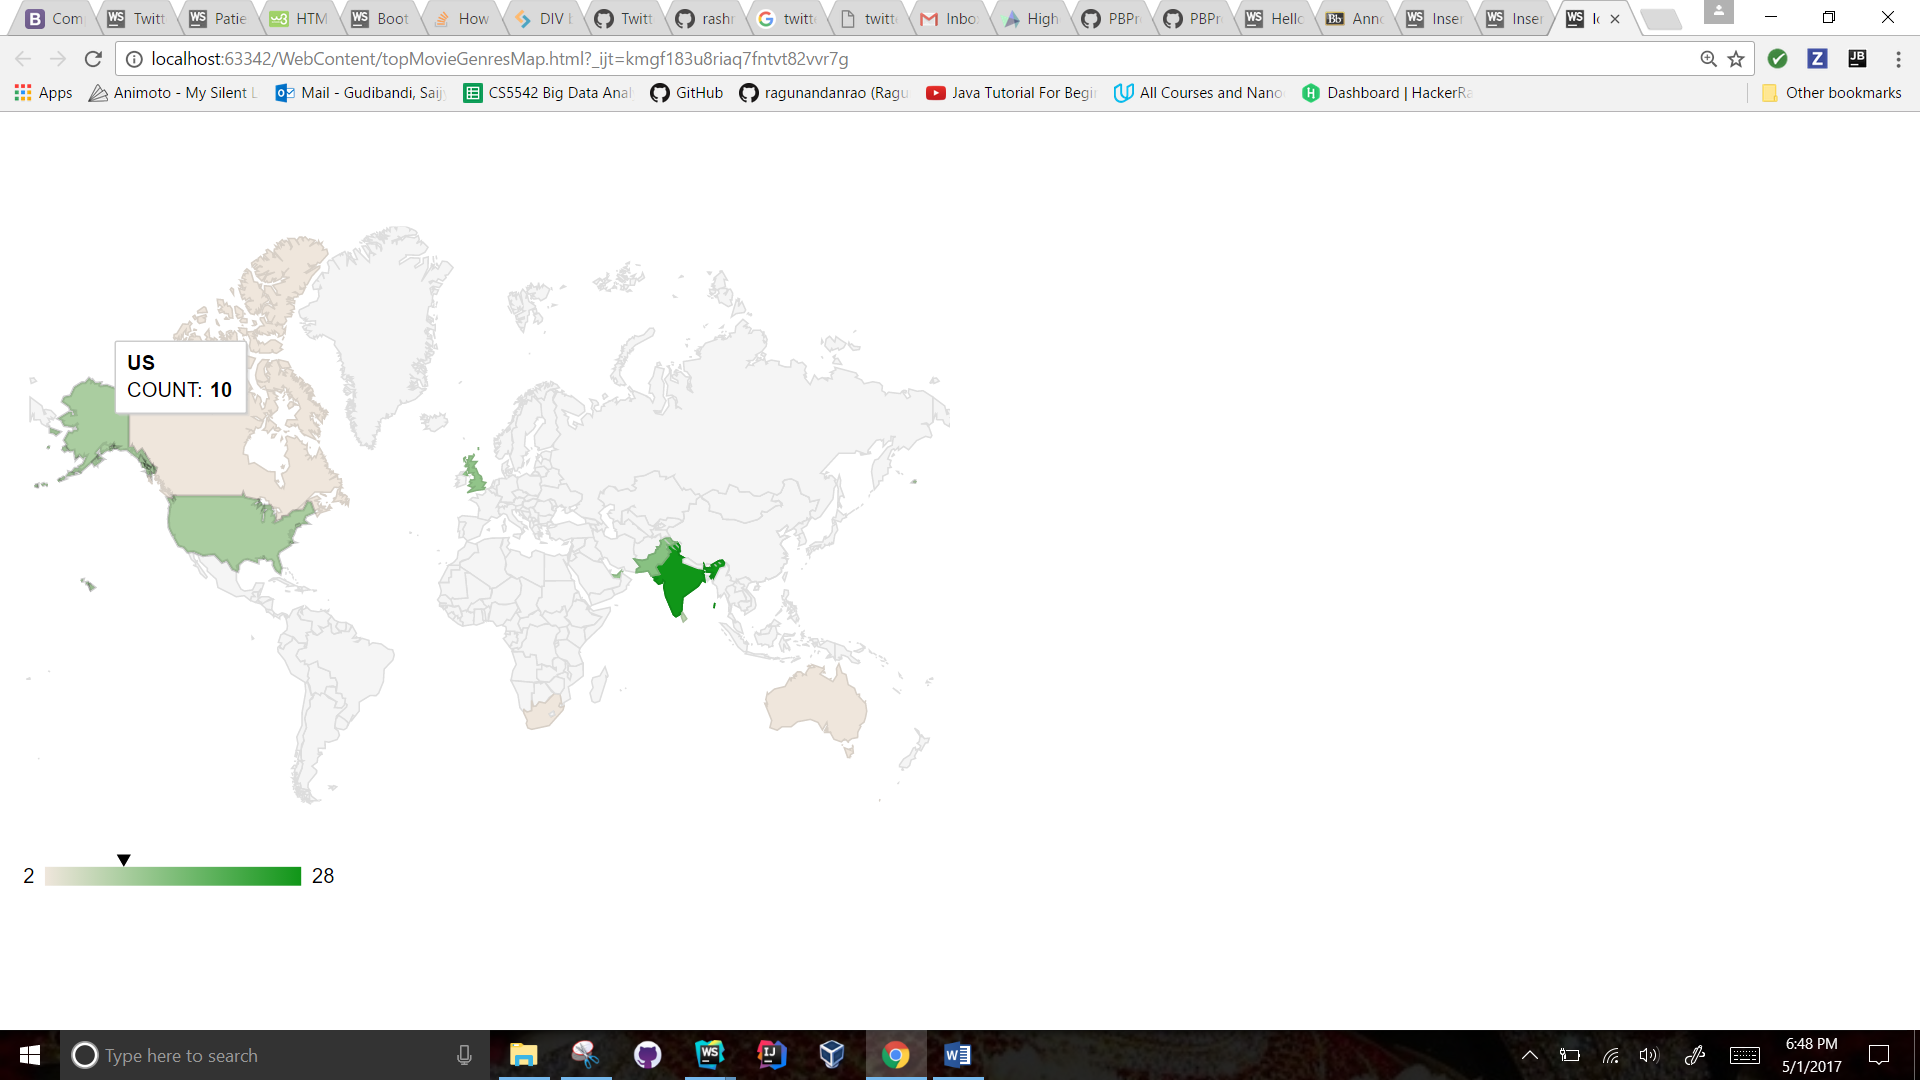 Com Twitt Patie HTM Boot How DIV Twitt rashr twitt twitt Inbo High PBPr PBPr Hello Anno Inser Inser
localhost:63342/WebContent/topMovieGenresMap.html?_ijt=kmgf183u8riaq7fntvt82vvr7g
Apps Animoto - My Silent L Mail - Gudibandi, Saij CS5542 Big Data Anal GitHub ragunandanrao (Ragu Java Tutorial For Begi All Courses and Nano Dashboard | HackerRa Other bookmarks
US
COUNT: 10
2 28
Type here to search
6:48 PM
5/1/2017